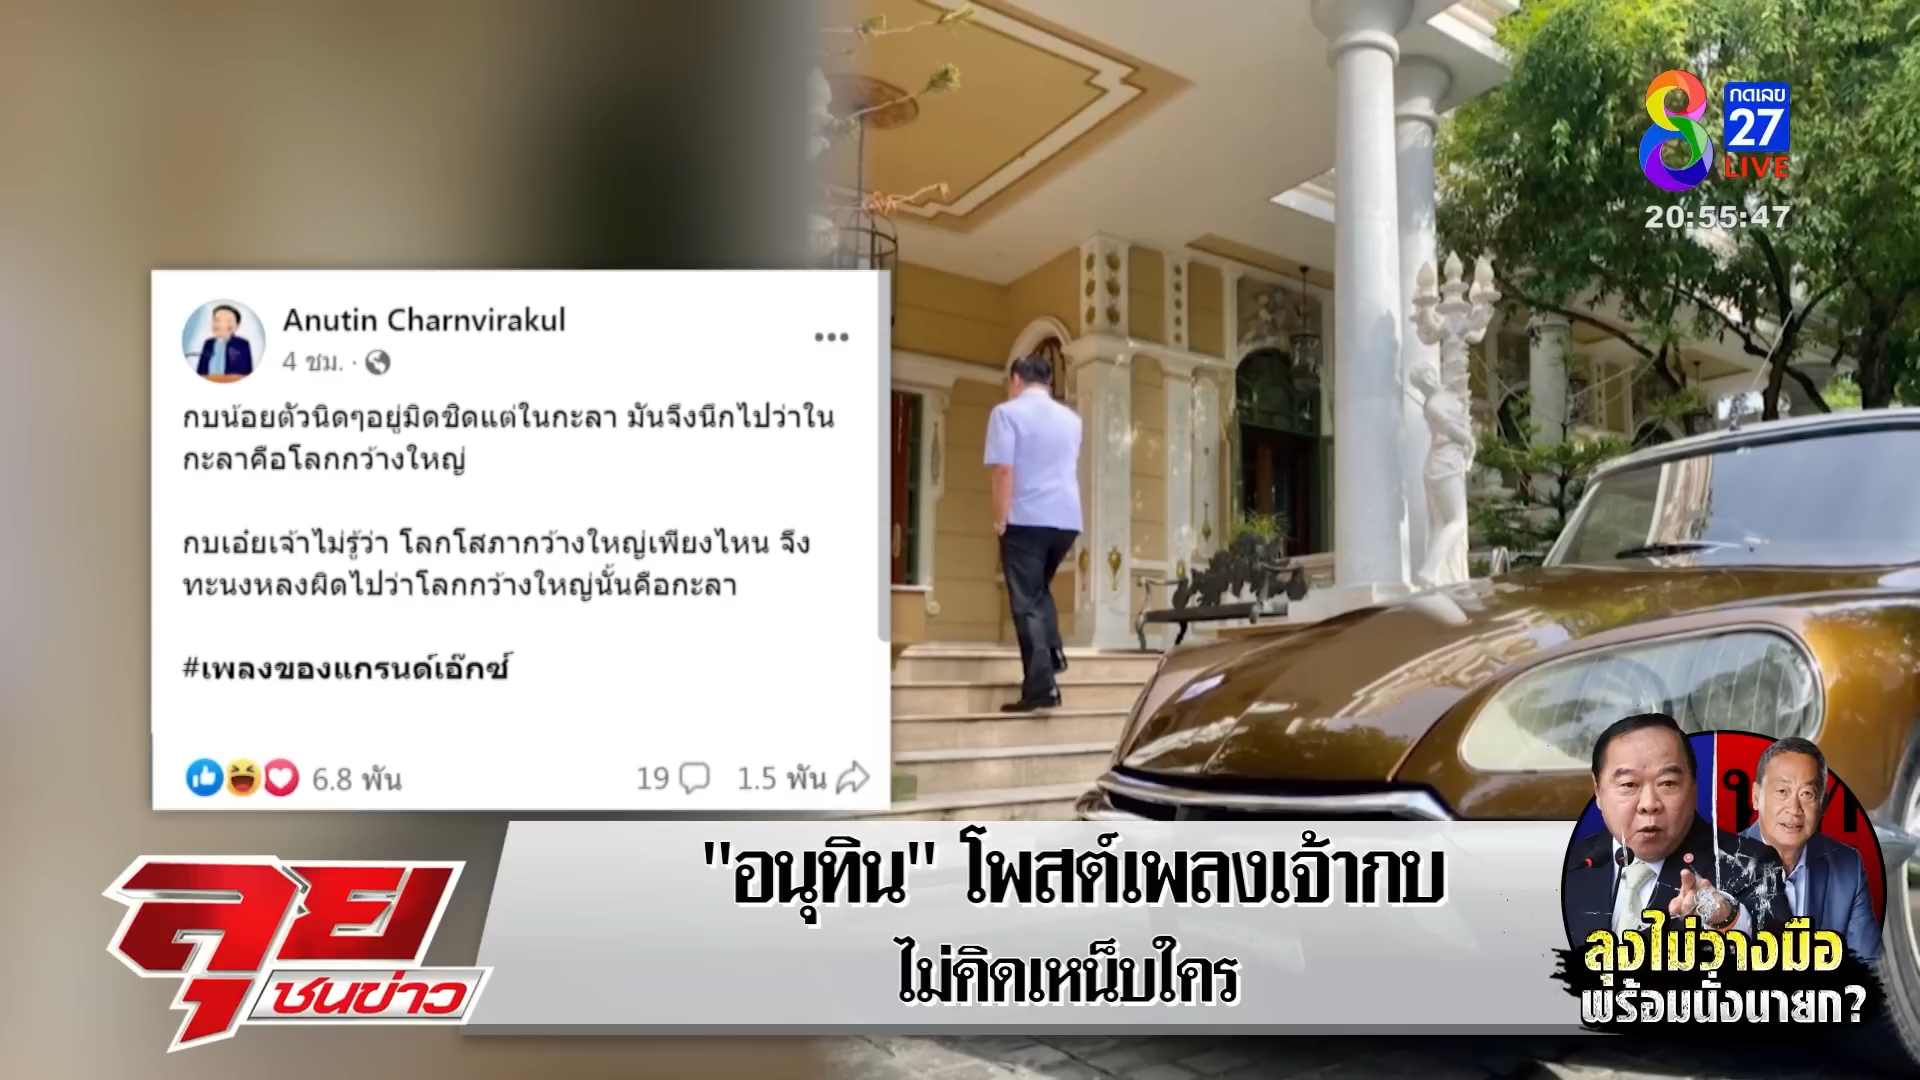 กดเลข
27
LIVE
20:55:47
Anutin Charnvirakul
4 ชม. ·
กบน้อยตัวนิดๆอยู่มิดชิดแต่ในกะลา มันจึงนึกไปว่าใน
กะลาคือโลกกว้างใหญ่
กบเอ๋ยเจ้าไม่รู้ว่า โลกโสภากว้างใหญ่เพียงไหน จึง
ทะนงหลงผิดไปว่าโลกกว้างใหญ่นั้นคือกะลา
#เพลงของแกรนด์เอ๊กซ์
6.8 พัน
19
1.5 พัน
"อนุทิน" โพสต์เพลงเจ้ากบ
ไม่คิดเหน็บใคร
ลุย
ชนข่าว
ลุงไม่วางมือ
พร้อมนั่งนายก?